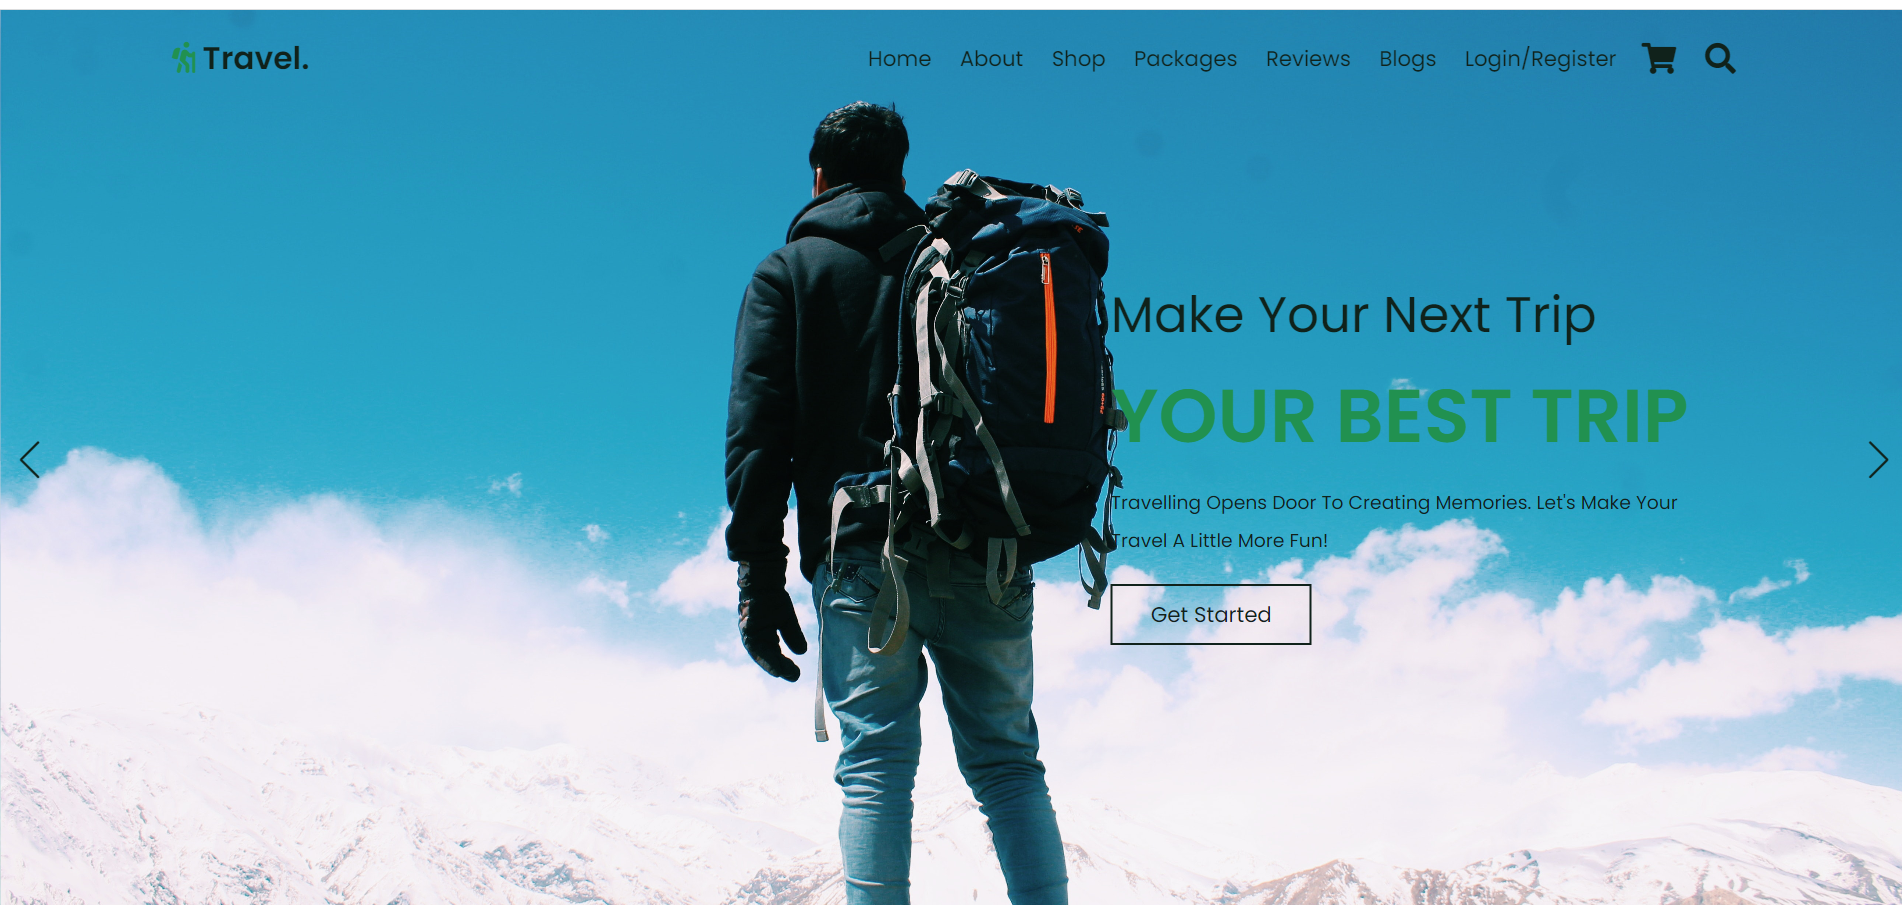 Travel.
Home About Shop Packages Reviews Blogs Login/Register
Make Your Next Trip
YOUR BEST TRIP
Travelling Opens Door To Creating Memories. Let's Make Your
Travel A Little More Fun!
Get Started